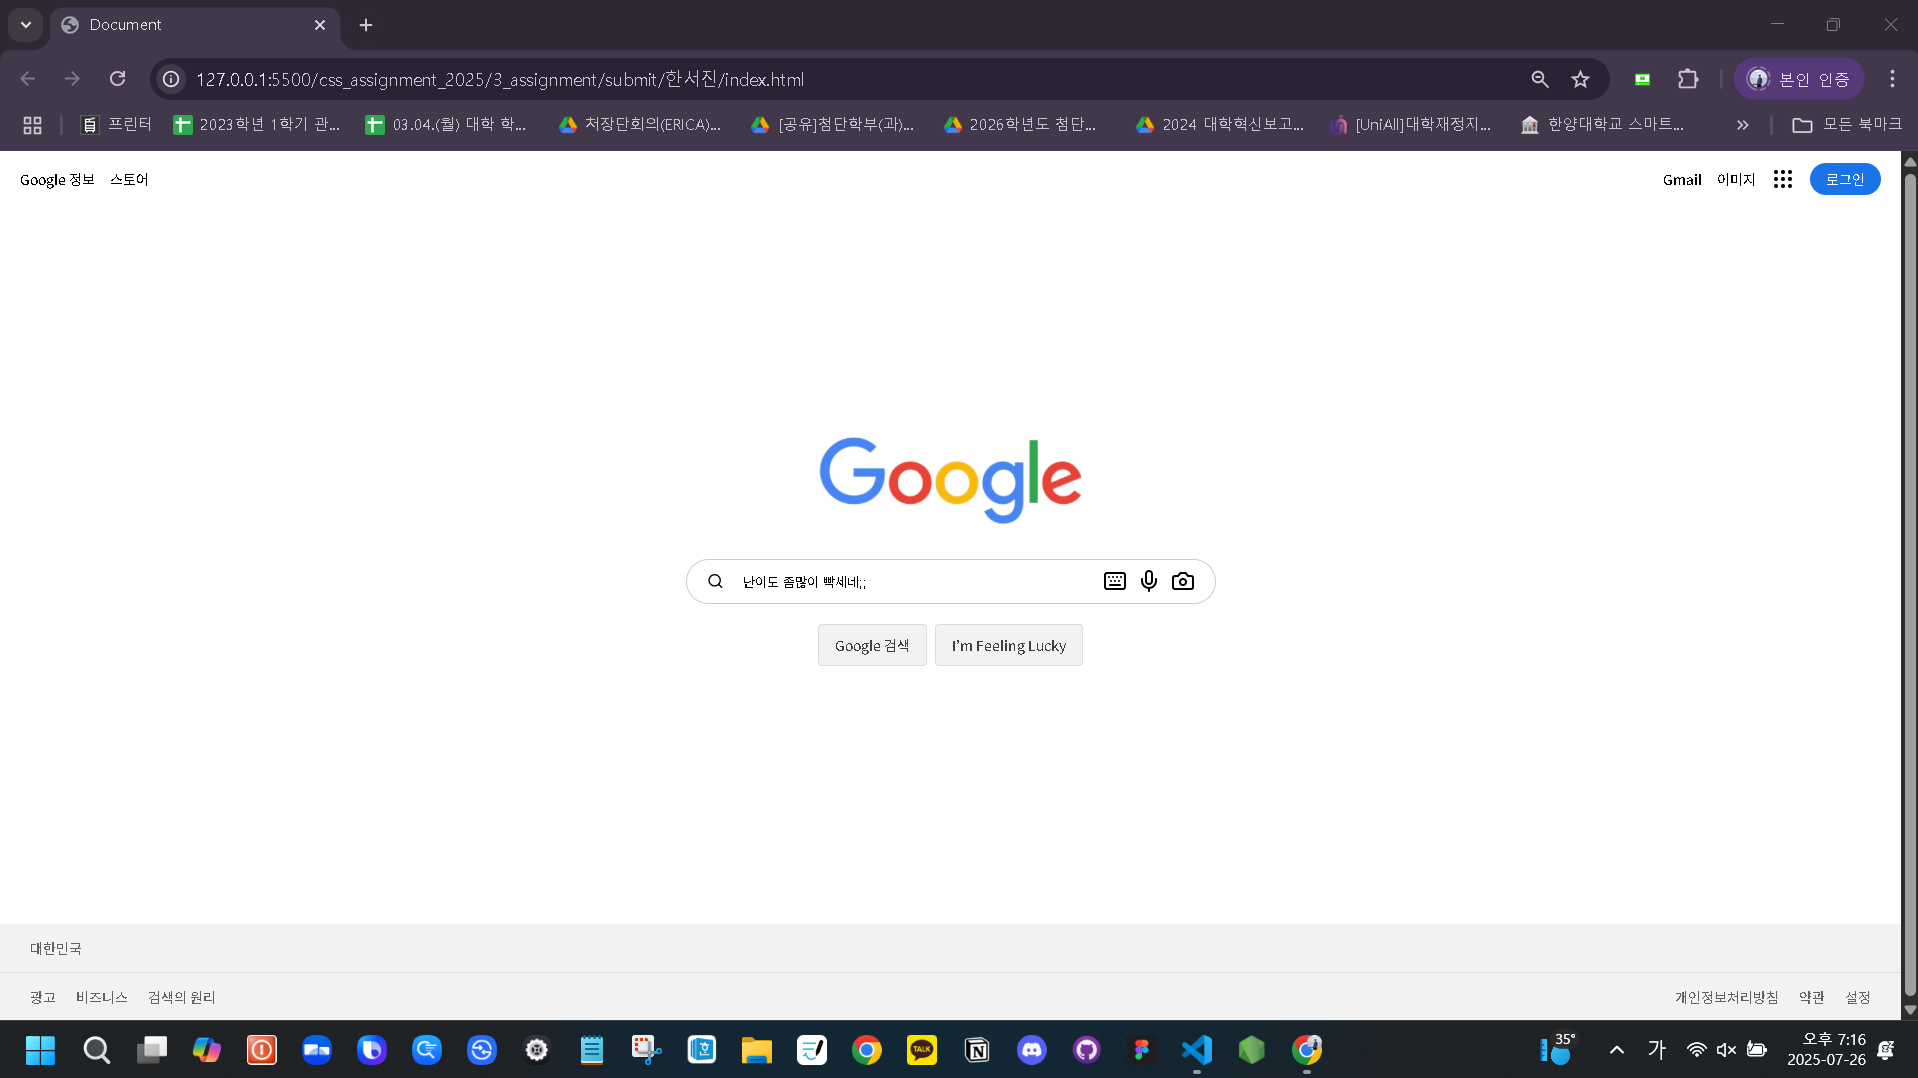 Document
127.0.0.1:5500/css_assignment_2025/3_assignment/submit/한서진/index.html
본인 인증
프린터
2023학년 1학기 관...
03.04.(월) 대학 학...
처장단회의(ERICA)...
[공유]첨단학부(과)...
2026학년도 첨단...
2024 대학혁신보고...
[UniAll]대학재정지...
한양대학교 스마트...
모든 북마크
Google 정보 스토어
Gmail 이미지 로그인
Google
난이도 좀많이 빡세네;;
Google 검색
I'm Feeling Lucky
대한민국
광고 비즈니스 검색의 원리
개인정보처리방침 약관 설정
TALK
35°
가
오후 7:16
2025-07-26